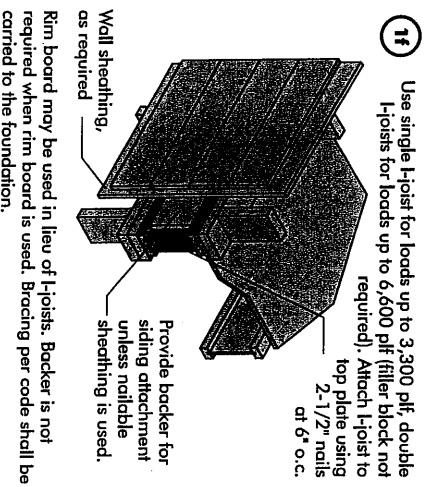 1f
Use single I-joist for loads up to 3,300 plf, double
I-joists for loads up to 6,600 plf (filler block not
required). Attach I-joist to
top plate using
2-1/2" nails
at 6" o.c.
Wall sheathing,
as required
Provide backer for
siding attachment
unless nailable
sheathing is used.
Rim board may be used in lieu of I-joists. Backer is not
required when rim board is used. Bracing per code shall be
carried to the foundation.